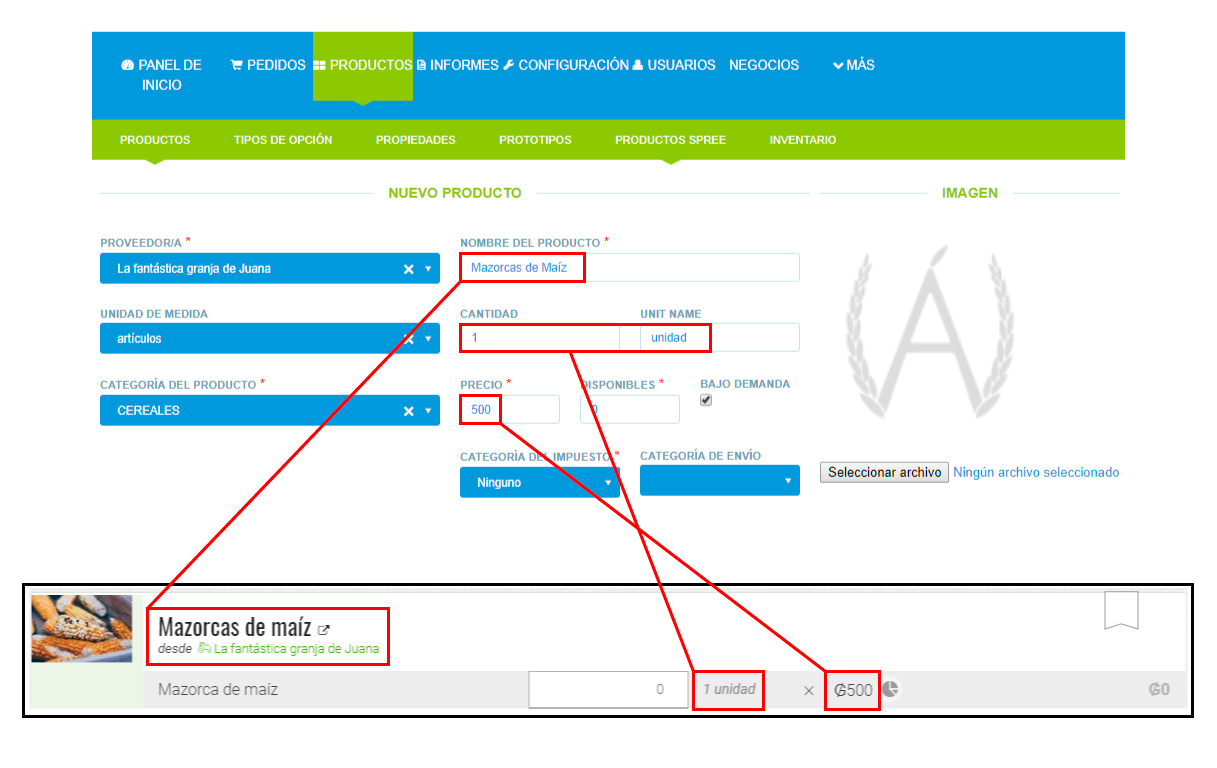 PANEL DE INICIO PEDIDOS PRODUCTOS INFORMES CONFIGURACIÓN USUARIOS NEGOCIOS MÁS
PRODUCTOS TIPOS DE OPCIÓN PROPIEDADES PROTOTIPOS PRODUCTOS SPREE INVENTARIO
NUEVO PRODUCTO IMAGEN
PROVEEDOR/A * NOMBRE DEL PRODUCTO *
La fantástica granja de Juana Mazorcas de Maíz
UNIDAD DE MEDIDA CANTIDAD UNIT NAME
artículos 1 unidad
CATEGORÍA DEL PRODUCTO * PRECIO * DISPONIBLES * BAJO DEMANDA
CEREALES 500 0
Á
CATEGORÍA DEL IMPUESTO * CATEGORÍA DE ENVÍO
Ninguno
Seleccionar archivo Ningún archivo seleccionado
Mazorcas de maíz
desde La fantástica granja de Juana
Mazorca de maíz 0 1 unidad × ₲500 ₲0